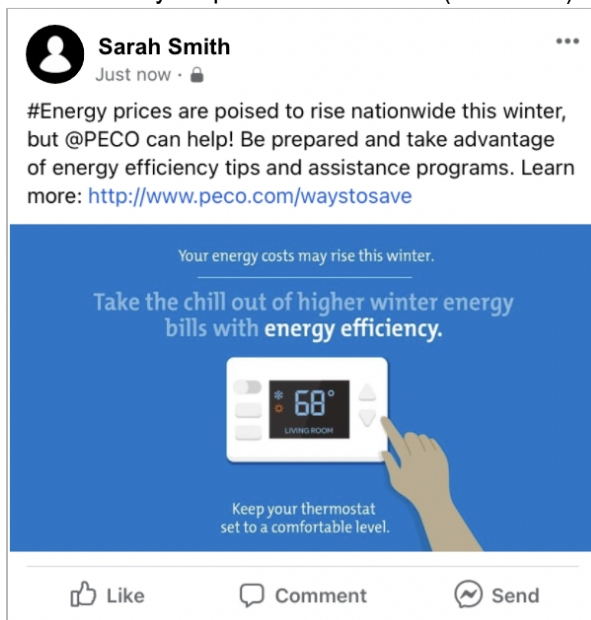 Sarah Smith
Just now ·
#Energy prices are poised to rise nationwide this winter,
but @PECO can help! Be prepared and take advantage
of energy efficiency tips and assistance programs. Learn
more: http://www.peco.com/waystosave
Your energy costs may rise this winter.
Take the chill out of higher winter energy
bills with energy efficiency.
68°
LIVING ROOM
Keep your thermostat
set to a comfortable level.
Like Comment Send